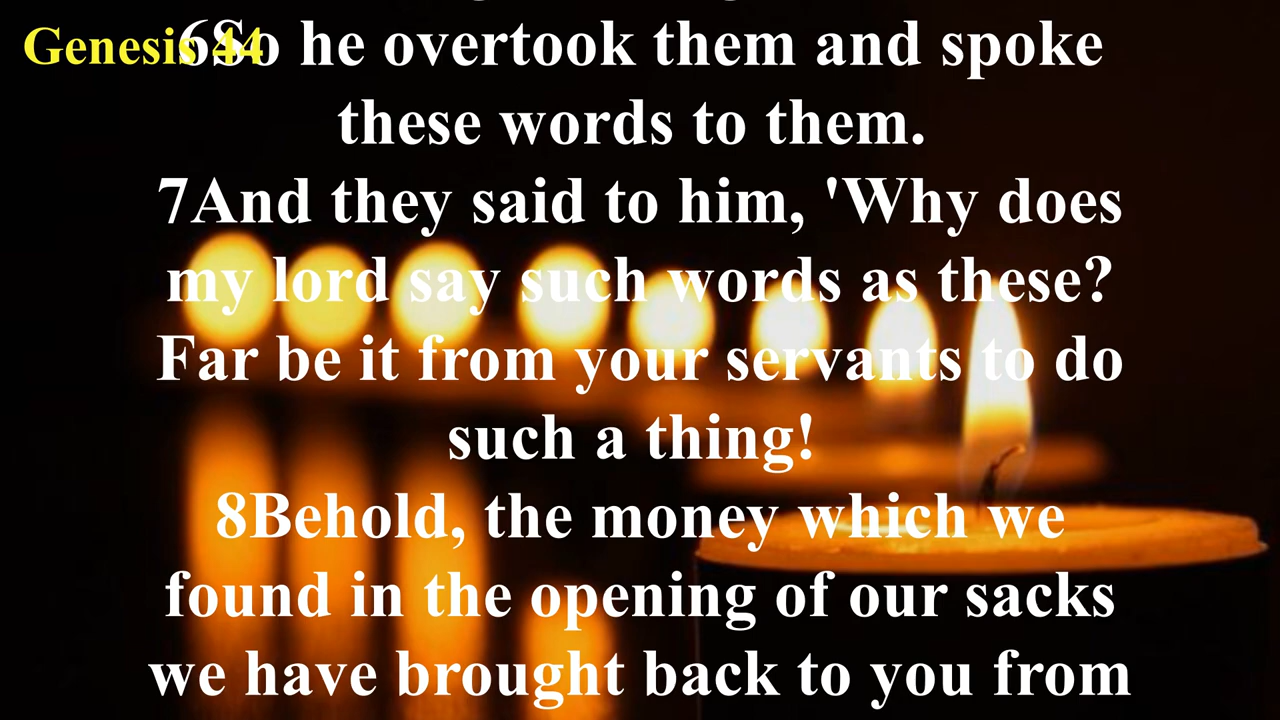 Genesis 44
6So he overtook them and spoke
these words to them.
7And they said to him, 'Why does
my lord say such words as these?
Far be it from your servants to do
such a thing!
8Behold, the money which we
found in the opening of our sacks
we have brought back to you from